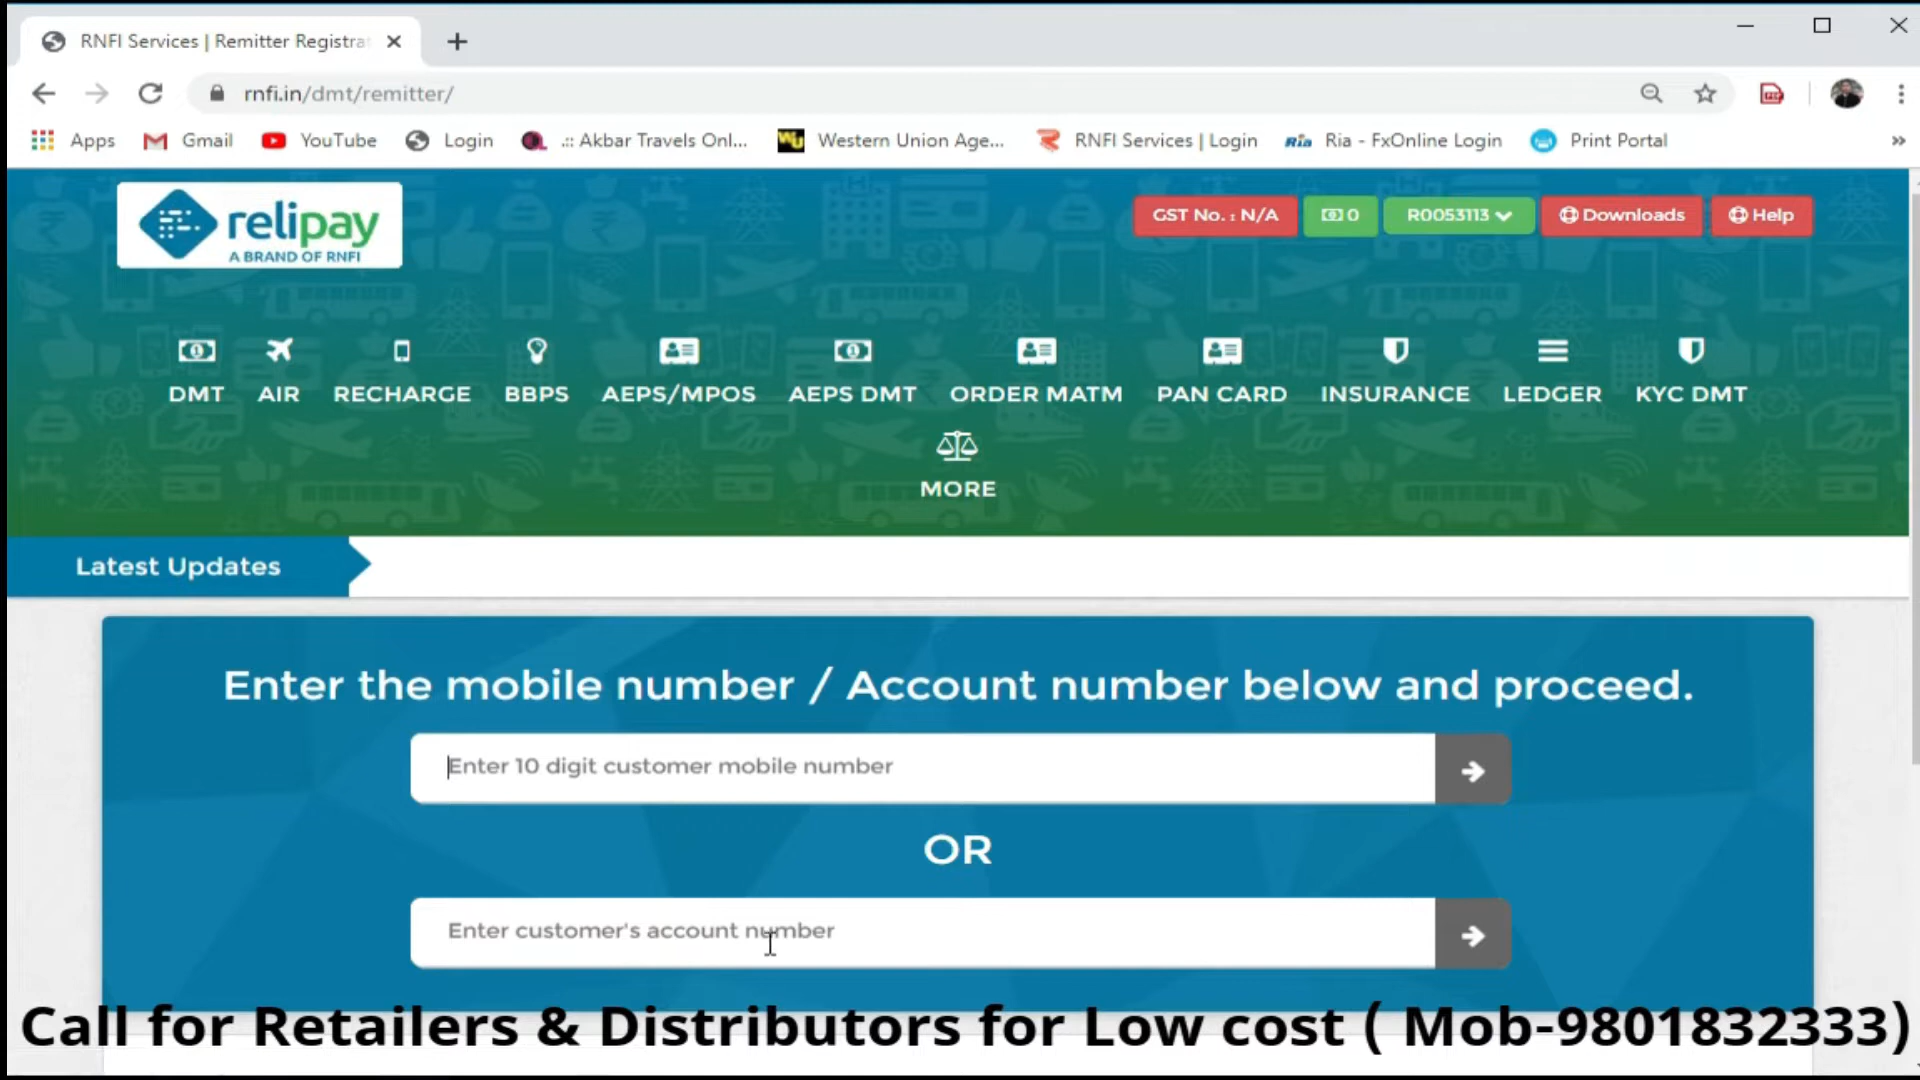 RNFI Services | Remitter Registra
rnfi.in/dmt/remitter/
Apps Gmail YouTube Login .:: Akbar Travels Onl... Western Union Age... RNFI Services | Login Ria Ria - FxOnline Login Print Portal »
relipay
A BRAND OF RNFI
GST No. : N/A 0 R0053113 Downloads Help
DMT AIR RECHARGE BBPS AEPS/MPOS AEPS DMT ORDER MATM PAN CARD INSURANCE LEDGER KYC DMT
MORE
Latest Updates
Enter the mobile number / Account number below and proceed.
Enter 10 digit customer mobile number
OR
Enter customer's account number
Call for Retailers & Distributors for Low cost ( Mob-9801832333)